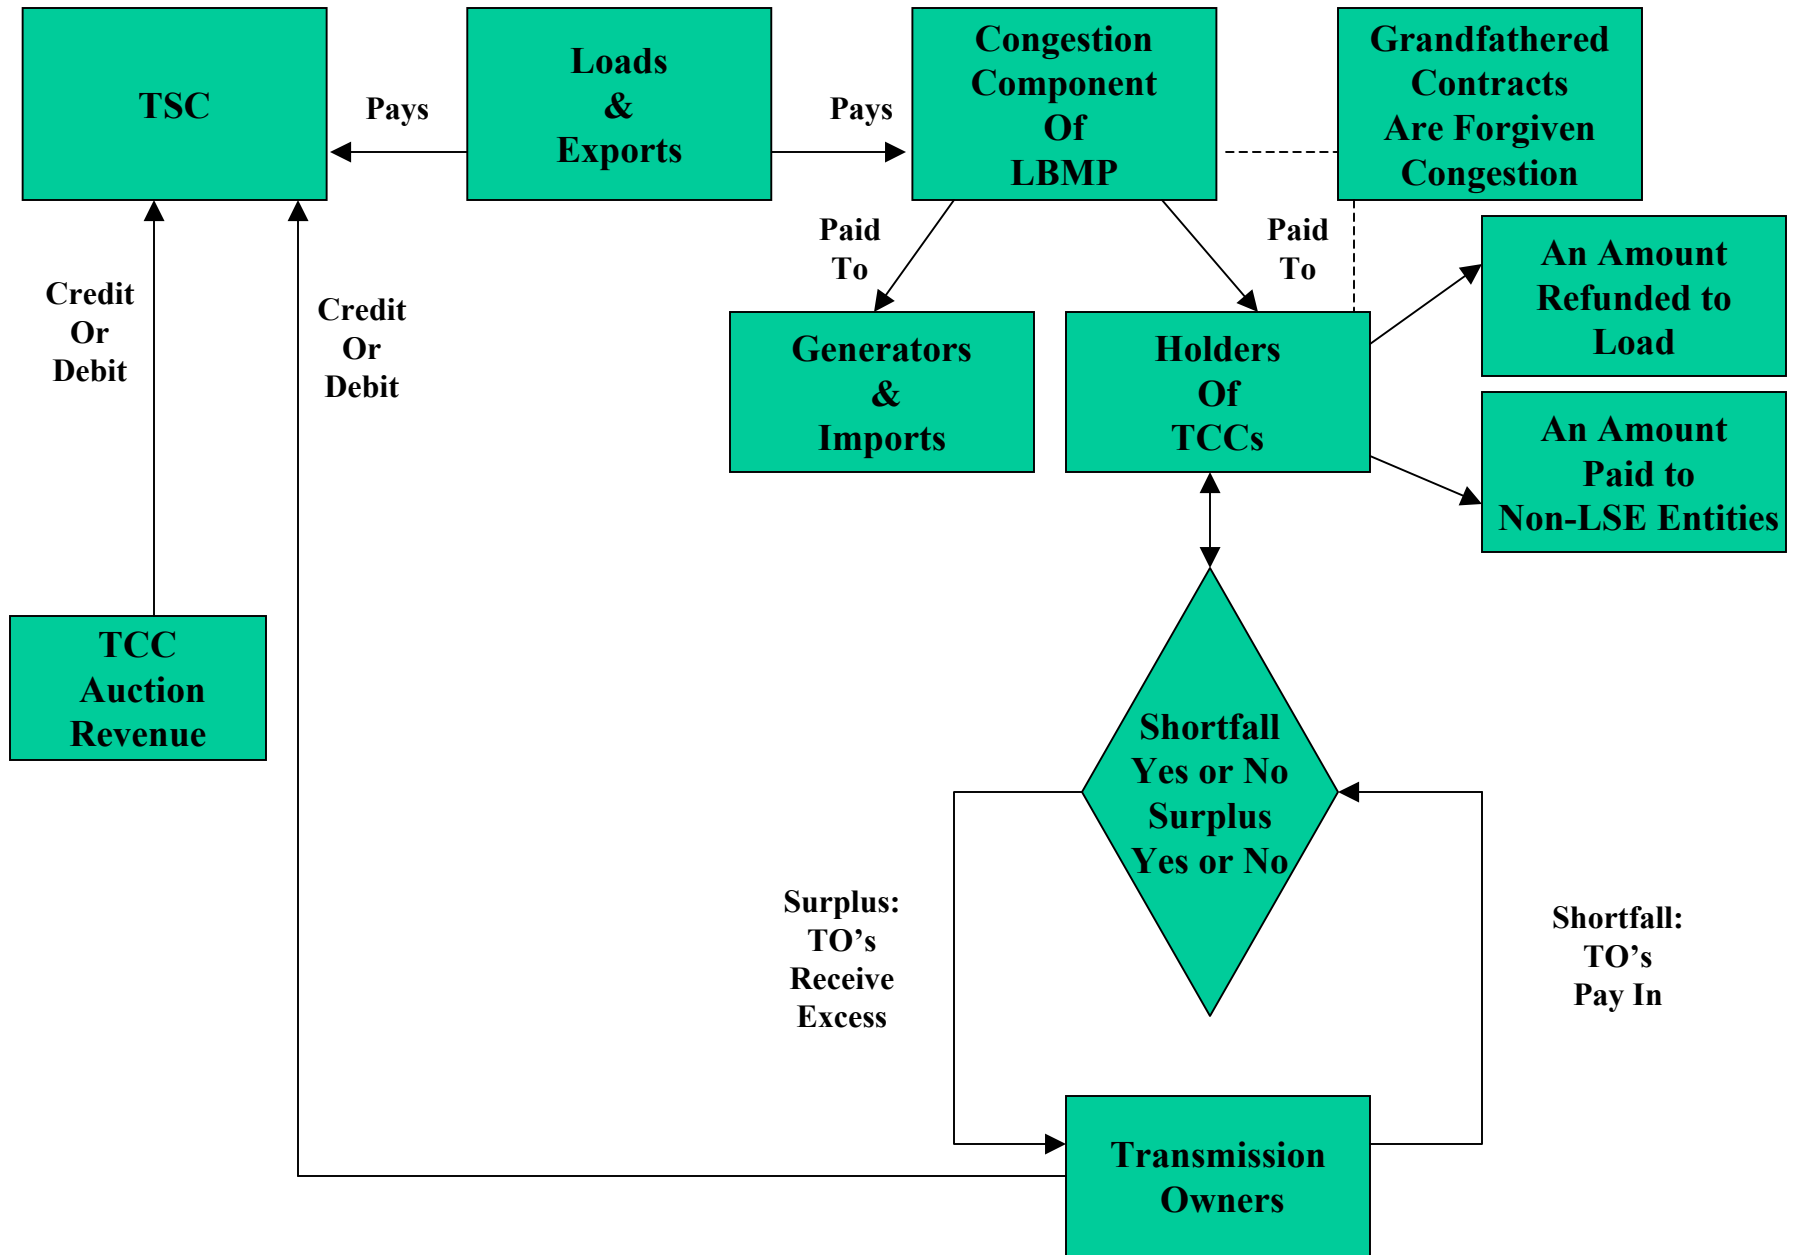 TSC
Pays
Loads
&
Exports
Pays
Congestion
Component
Of
LBMP
Grandfathered
Contracts
Are Forgiven
Congestion
Paid
To
Paid
To
An Amount
Refunded to
Load
Credit
Or
Debit
Credit
Or
Debit
Generators
&
Imports
Holders
Of
TCCs
An Amount
Paid to
Non-LSE Entities
TCC
Auction
Revenue
Shortfall
Yes or No
Surplus
Yes or No
Surplus:
TO’s
Receive
Excess
Shortfall:
TO’s
Pay In
Transmission
Owners